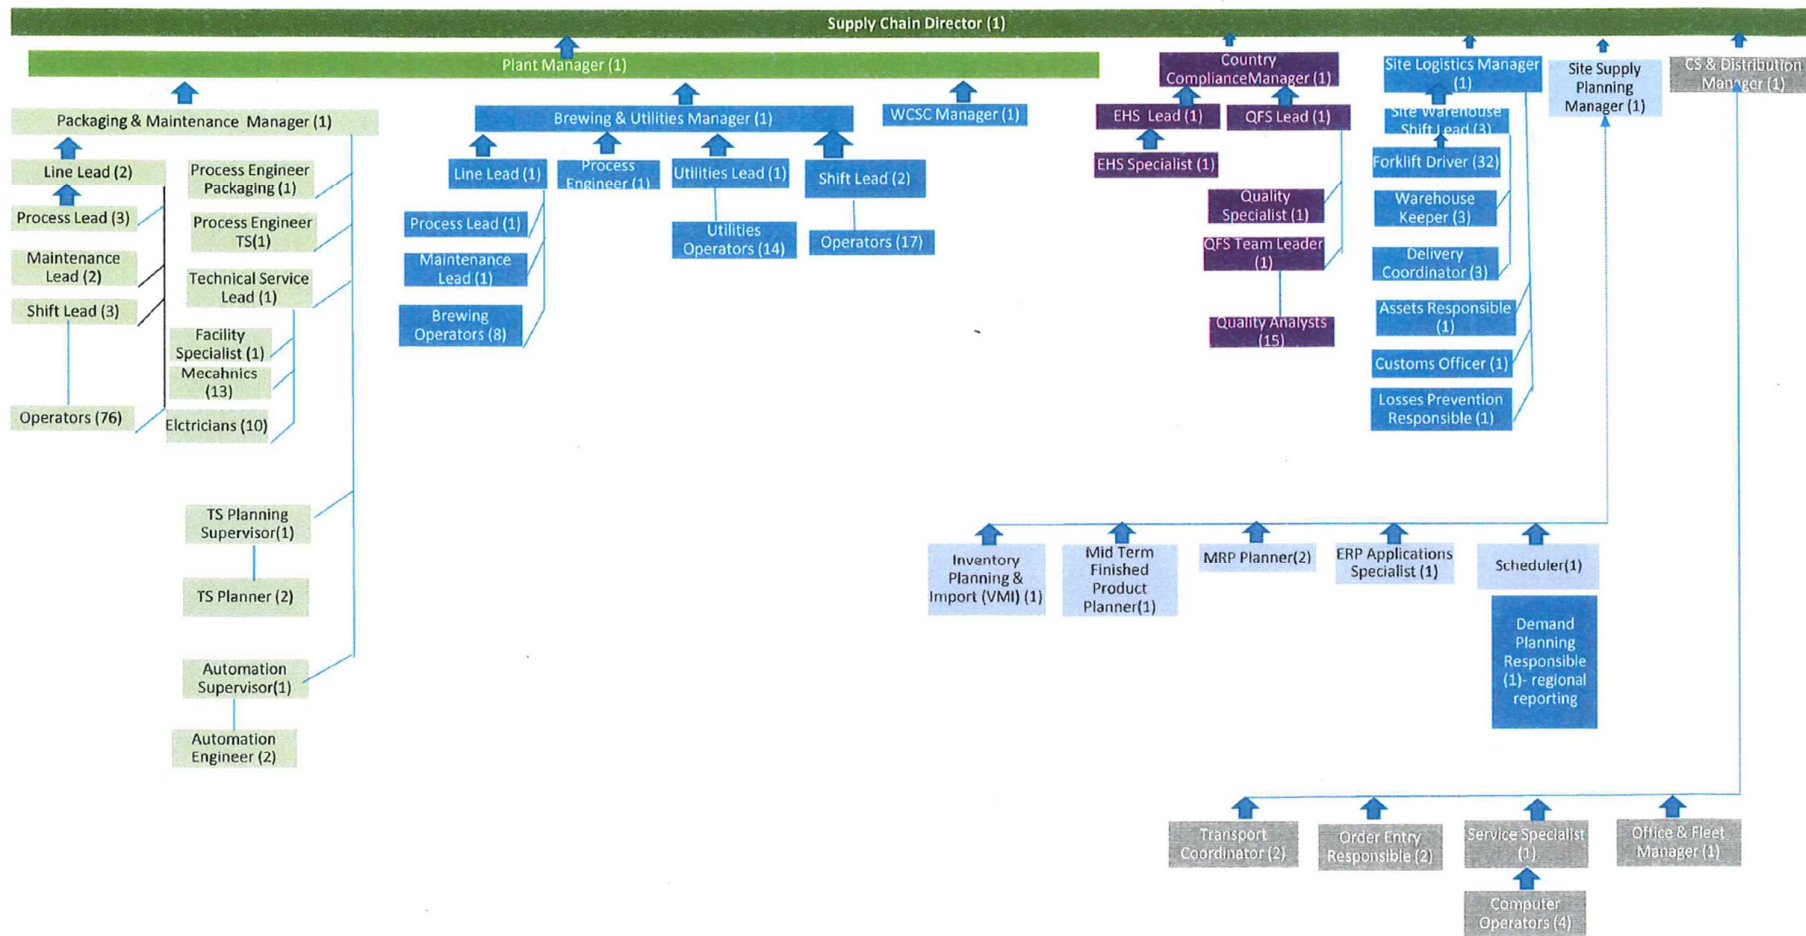 Supply Chain Director (1)
Plant Manager (1)
Country
ComplianceManager (1)
Site Logistics Manager
(1)
Site Supply
Planning
Manager (1)
CS & Distribution
Manager (1)
Packaging & Maintenance Manager (1)
Brewing & Utilities Manager (1)
WCSC Manager (1)
EHS Lead (1)
QFS Lead (1)
Site Warehouse
Shift Lead (3)
Line Lead (2)
Process Engineer
Packaging (1)
Line Lead (1)
Process
Engineer (1)
Utilities Lead (1)
Shift Lead (2)
EHS Specialist (1)
Forklift Driver (32)
Process Lead (3)
Process Engineer
TS(1)
Process Lead (1)
Utilities
Operators (14)
Operators (17)
Quality
Specialist (1)
Warehouse
Keeper (3)
Maintenance
Lead (2)
Technical Service
Lead (1)
Maintenance
Lead (1)
QFS Team Leader
(1)
Delivery
Coordinator (3)
Shift Lead (3)
Facility
Specialist (1)
Brewing
Operators (8)
Quality Analysts
(15)
Assets Responsible
(1)
Mecahnics
(13)
Customs Officer (1)
Operators (76)
Elctricians (10)
Losses Prevention
Responsible (1)
TS Planning
Supervisor(1)
Inventory
Planning &
Import (VMI) (1)
Mid Term
Finished
Product
Planner(1)
MRP Planner(2)
ERP Applications
Specialist (1)
Scheduler(1)
TS Planner (2)
Demand
Planning
Responsible
(1)- regional
reporting
Automation
Supervisor(1)
Automation
Engineer (2)
Transport
Coordinator (2)
Order Entry
Responsible (2)
Service Specialist
(1)
Office & Fleet
Manager (1)
Computer
Operators (4)